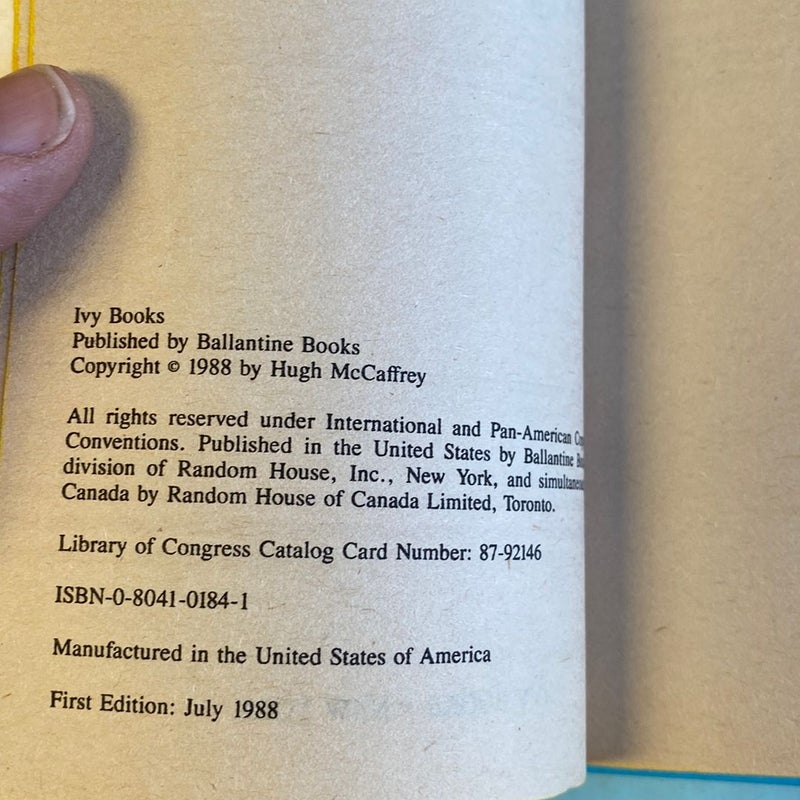 Ivy Books
Published by Ballantine Books
Copyright © 1988 by Hugh McCaffrey
All rights reserved under International and Pan-American
Conventions. Published in the United States by Ballantine
division of Random House, Inc., New York, and
Canada by Random House of Canada Limited, Toronto.
Library of Congress Catalog Card Number: 87-92146
ISBN-0-8041-0184-1
Manufactured in the United States of America
First Edition: July 1988